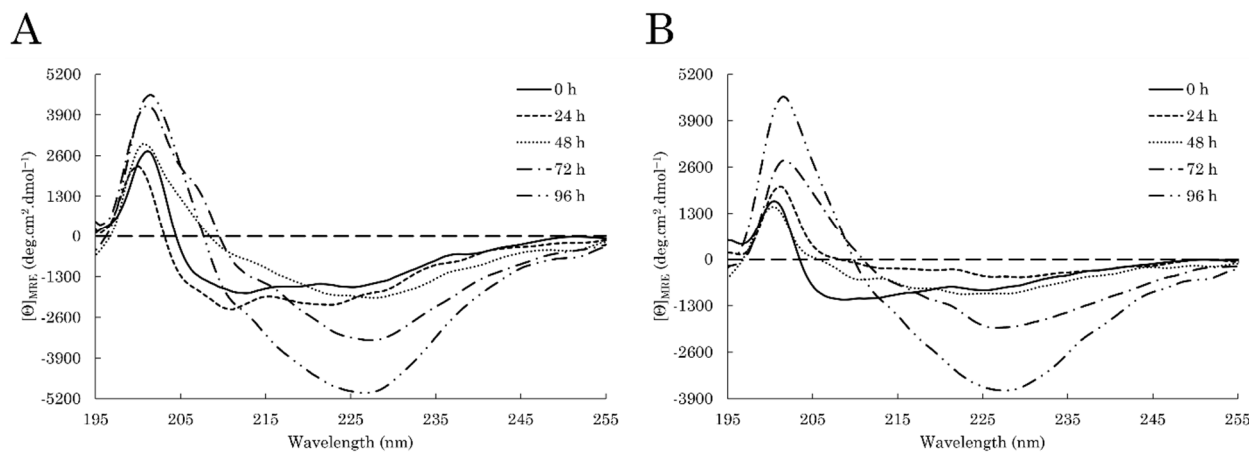 A
[Θ]MRE (deg.cm².dmol⁻¹)
5200
3900
2600
1300
0
-1300
-2600
-3900
-5200
195
205
215
225
235
245
255
Wavelength (nm)
0 h
24 h
48 h
72 h
96 h
B
[Θ]MRE (deg.cm².dmol⁻¹)
5200
3900
2600
1300
0
-1300
-2600
-3900
195
205
215
225
235
245
255
Wavelength (nm)
0 h
24 h
48 h
72 h
96 h